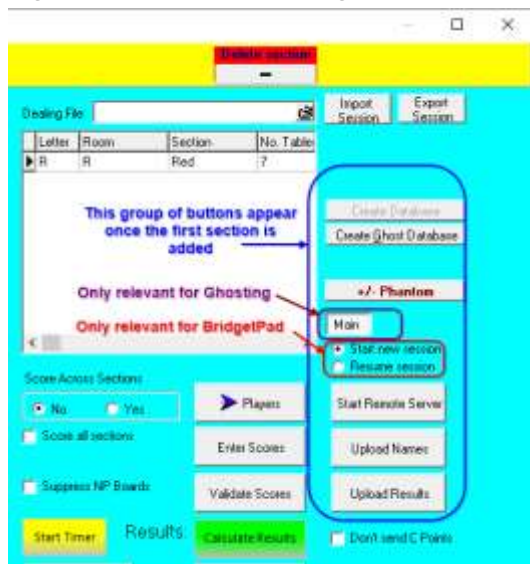 Delete section
Dealing File
Import Session
Export Session
Letter Room Section No. Tables
R R Red 7
This group of buttons appear
once the first section is
added
Create Database
Create Ghost Database
Only relevant for Ghosting
+/- Phantom
Main
Only relevant for BridgePad
Start new session
Resume session
Score Across Sections
No Yes
Players
Start Remote Server
Score all sections
Enter Scores
Upload Names
Suppress NP Boards
Validate Scores
Upload Results
Start Timer
Results:
Calculate Results
Don't send C Points